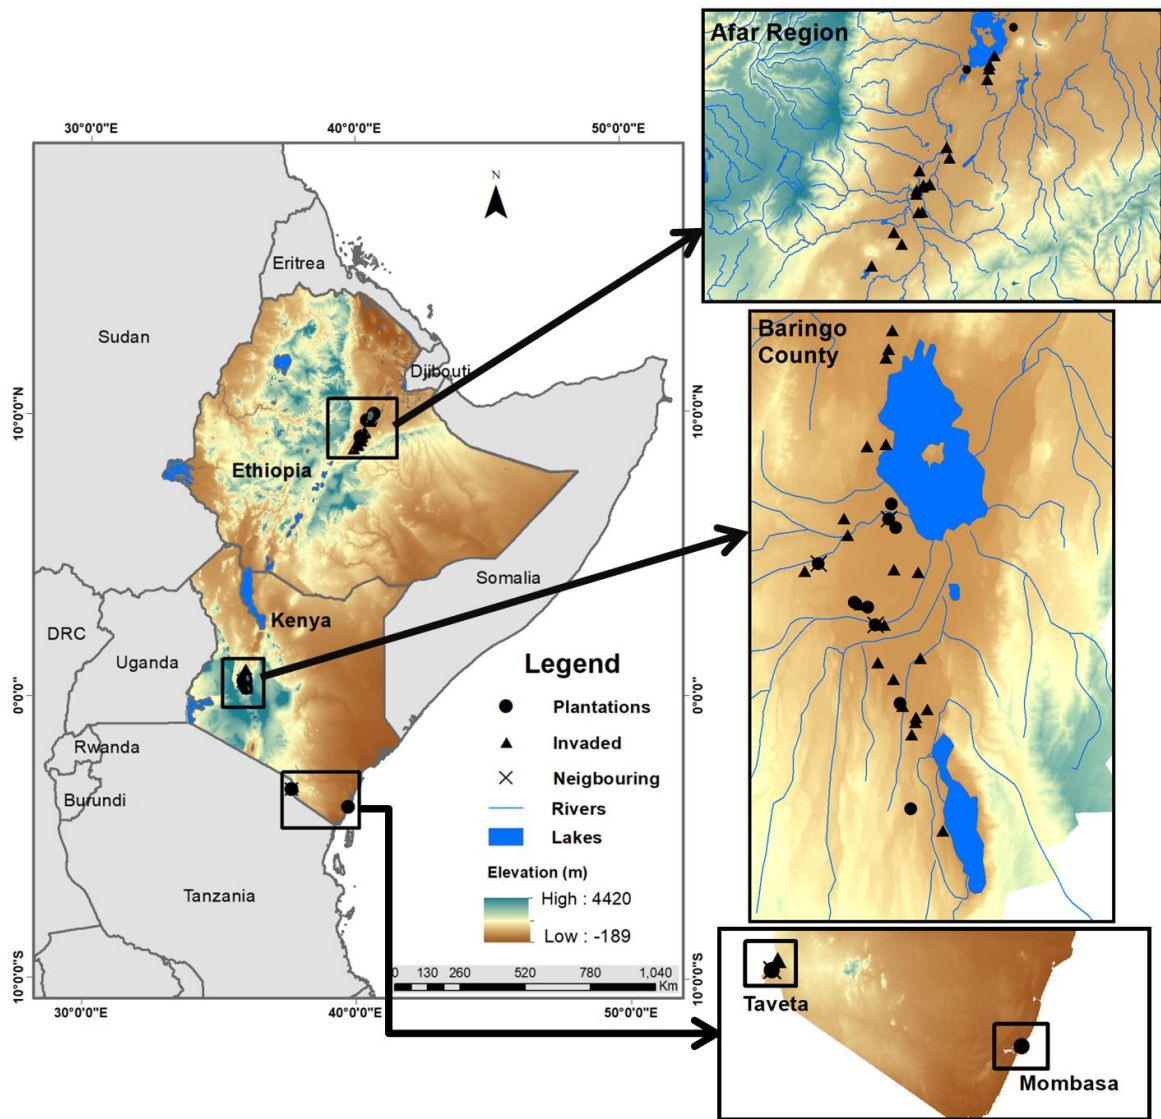 Afar Region
30°0'0"E
40°0'0"E
50°0'0"E
N
Eritrea
Sudan
Djibouti
10°0'0"N
10°0'0"N
Ethiopia
Baringo
County
Somalia
DRC
Uganda
Kenya
0°0'0"
0°0'0"
Legend
Plantations
Invaded
Neigbouring
Rivers
Lakes
Elevation (m)
High : 4420
Low : -189
Rwanda
Burundi
Tanzania
10°0'0"S
10°0'0"S
0 130 260 520 780 1,040
Km
30°0'0"E
40°0'0"E
50°0'0"E
Taveta
Mombasa